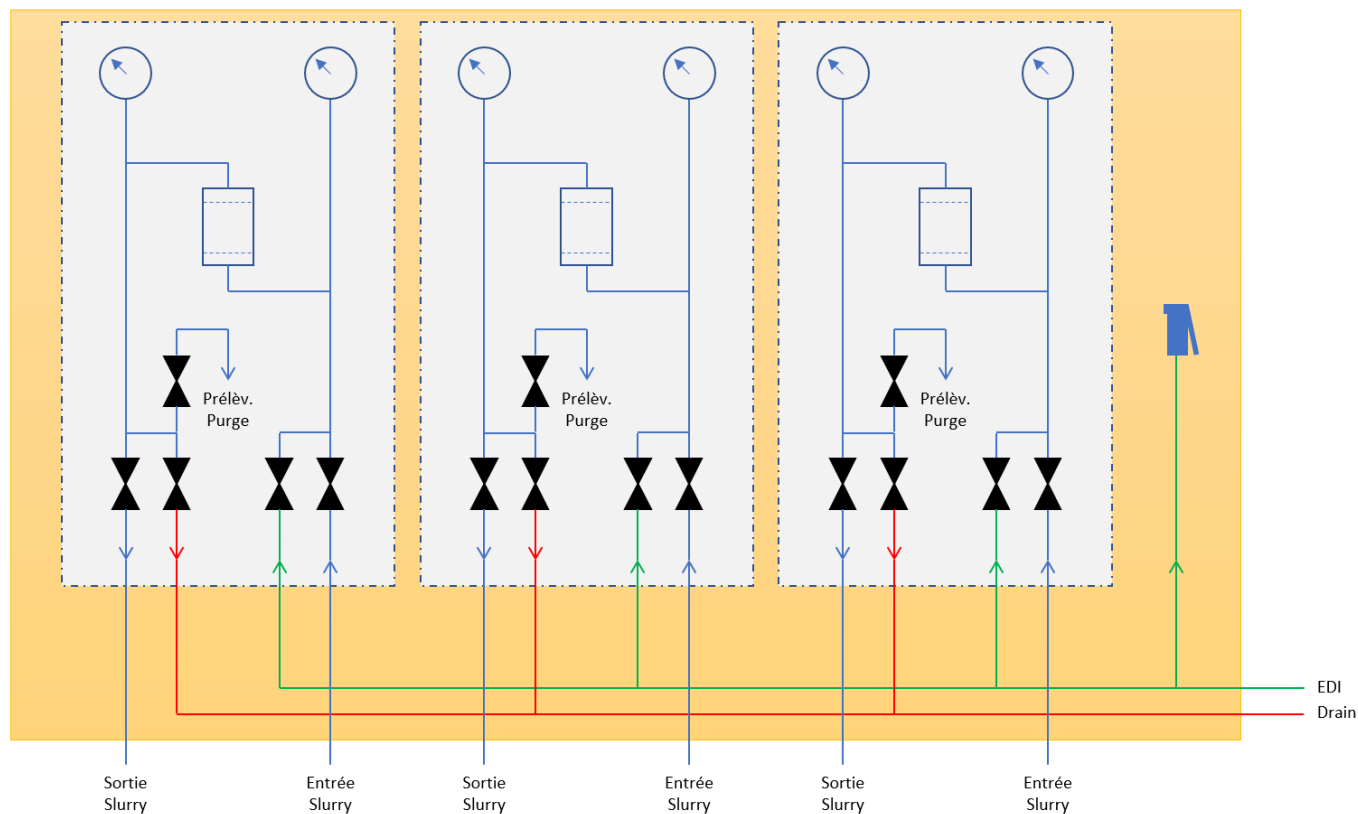 Prélèv.
Purge
Prélèv.
Purge
Prélèv.
Purge
EDI
Drain
Sortie
Slurry
Entrée
Slurry
Sortie
Slurry
Entrée
Slurry
Sortie
Slurry
Entrée
Slurry